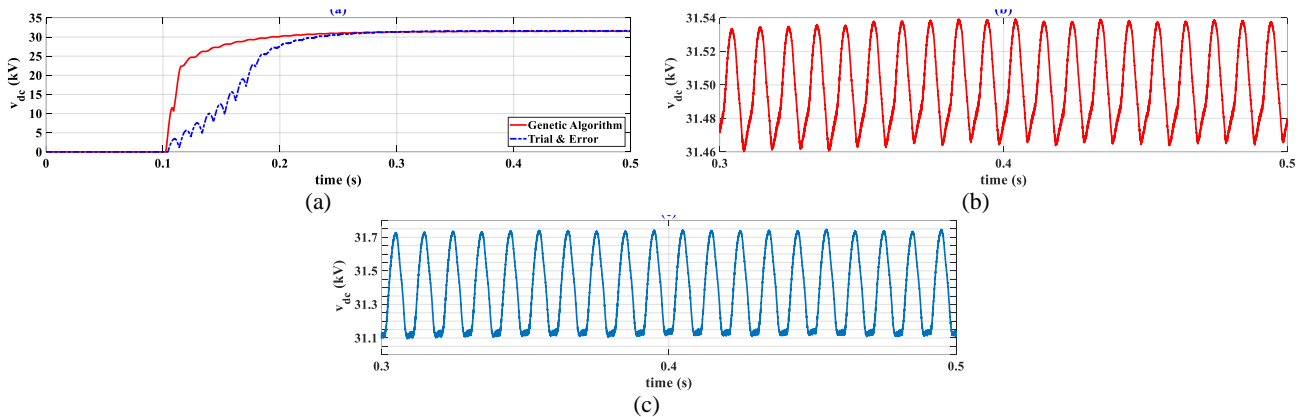 (a)
35
30
25
20
15
10
5
0
v_dc (kV)
Genetic Algorithm
Trial & Error
0 0.1 0.2 0.3 0.4 0.5
time (s)
(a)
(b)
31.54
31.52
31.50
31.48
31.46
v_dc (kV)
0.3 0.4 0.5
time (s)
(b)
31.7
31.5
31.3
31.1
v_dc (kV)
0.3 0.4 0.5
time (s)
(c)